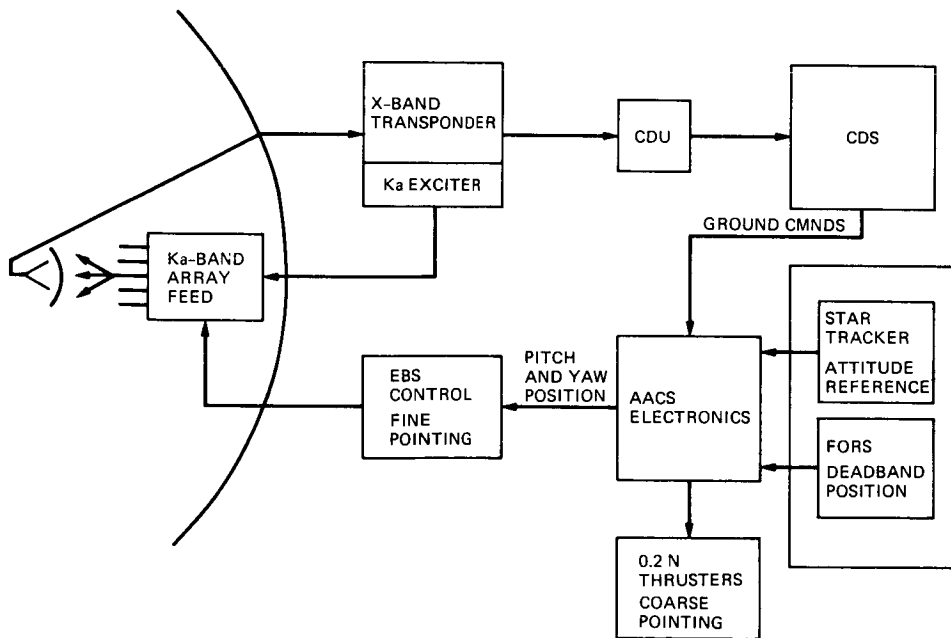 X-BAND
TRANSPONDER
Ka EXCITER
CDU
CDS
GROUND CMNDS
Ka-BAND
ARRAY
FEED
EBS
CONTROL
FINE
POINTING
PITCH
AND YAW
POSITION
AACS
ELECTRONICS
STAR
TRACKER
ATTITUDE
REFERENCE
FORS
DEADBAND
POSITION
0.2 N
THRUSTERS
COARSE
POINTING